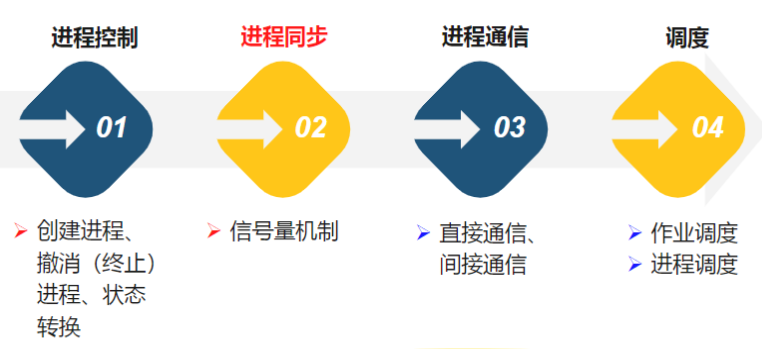 进程控制
进程同步
进程通信
调度
01
02
03
04
创建进程、
撤消（终止）
进程、状态
转换
信号量机制
直接通信、
间接通信
作业调度
进程调度